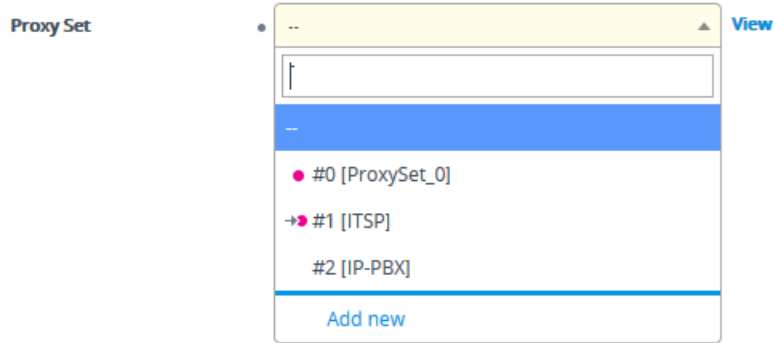 Proxy Set -- View
--
#0 [ProxySet_0]
#1 [ITSP]
#2 [IP-PBX]
Add new